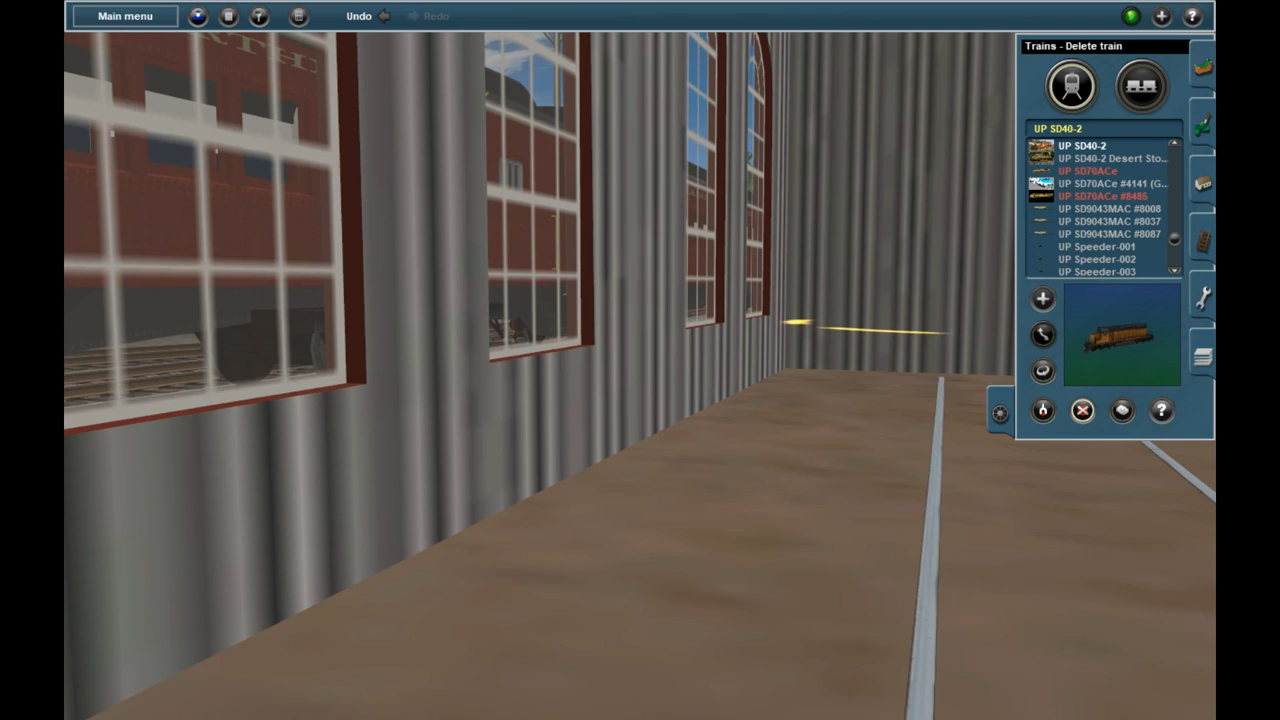 Main menu
Undo
Redo
?
Trains - Delete train
UP SD40-2
UP SD40-2
UP SD40-2 Desert Sto...
UP SD70ACe
UP SD70ACe #4141 (G...
UP SD70ACe #8485
UP SD9043MAC #8008
UP SD9043MAC #8037
UP SD9043MAC #8087
UP Speeder-001
UP Speeder-002
UP Speeder-003
?